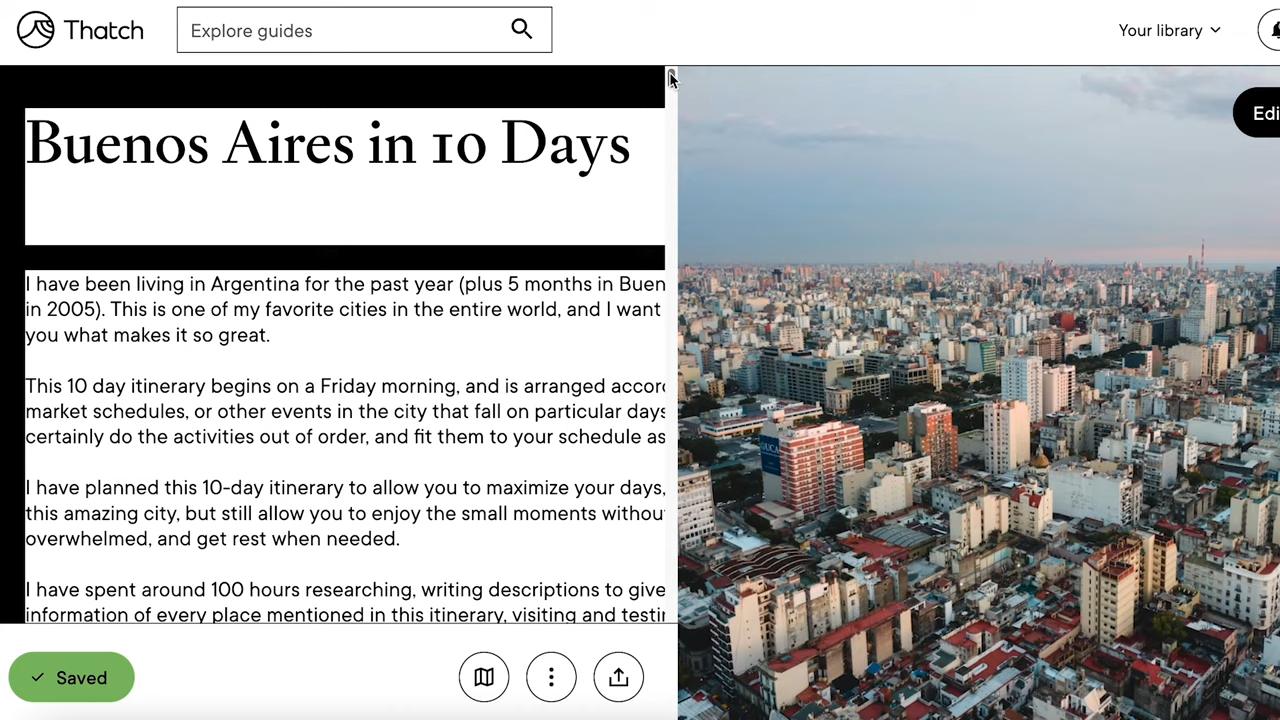 Thatch
Explore guides
Your library
Edi
Buenos Aires in 10 Days
I have been living in Argentina for the past year (plus 5 months in Buen
in 2005). This is one of my favorite cities in the entire world, and I want
you what makes it so great.
This 10 day itinerary begins on a Friday morning, and is arranged accord
market schedules, or other events in the city that fall on particular days
certainly do the activities out of order, and fit them to your schedule as
I have planned this 10-day itinerary to allow you to maximize your days,
this amazing city, but still allow you to enjoy the small moments withou
overwhelmed, and get rest when needed.
I have spent around 100 hours researching, writing descriptions to give
information of every place mentioned in this itinerary, visiting and testi
UCA
Saved